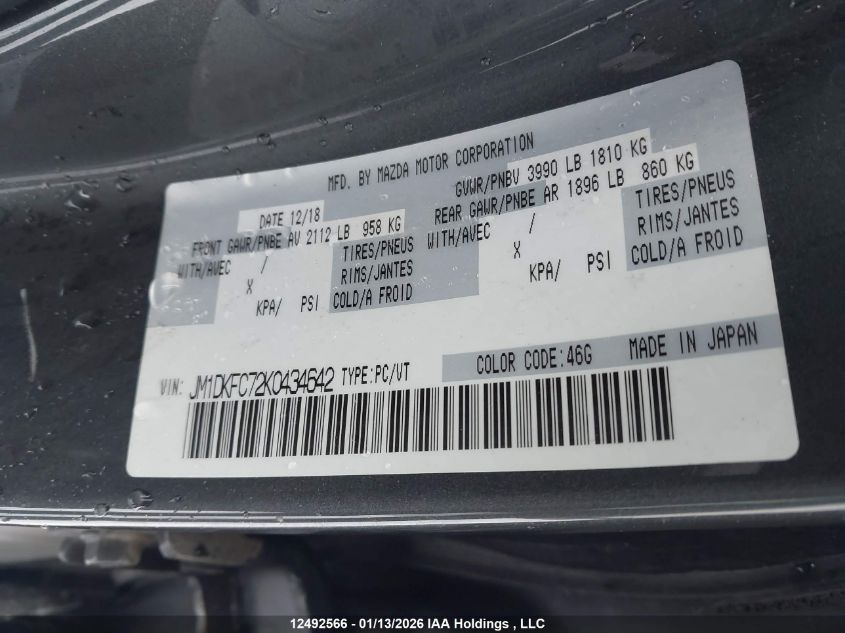 MFD. BY MAZDA MOTOR CORPORATION
DATE 12/18
GVWR/PNBV 3990 LB 1810 KG
FRONT GAWR/PNBE AV 2112 LB 958 KG
REAR GAWR/PNBE AR 1896 LB 860 KG
WITH/AVEC / TIRES/PNEUS
X RIMS/JANTES
KPA/ PSI COLD/A FROID
WITH/AVEC / TIRES/PNEUS
X RIMS/JANTES
KPA/ PSI COLD/A FROID
COLOR CODE:46G MADE IN JAPAN
VIN: JM1DKFC72K0434642 TYPE:PC/VT
12492566 - 01/13/2026 IAA Holdings , LLC